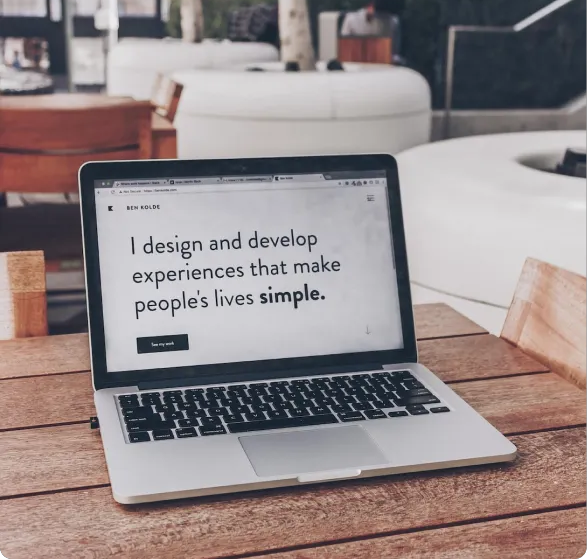 BEN KOLDE
I design and develop
experiences that make
people's lives simple.
See my work